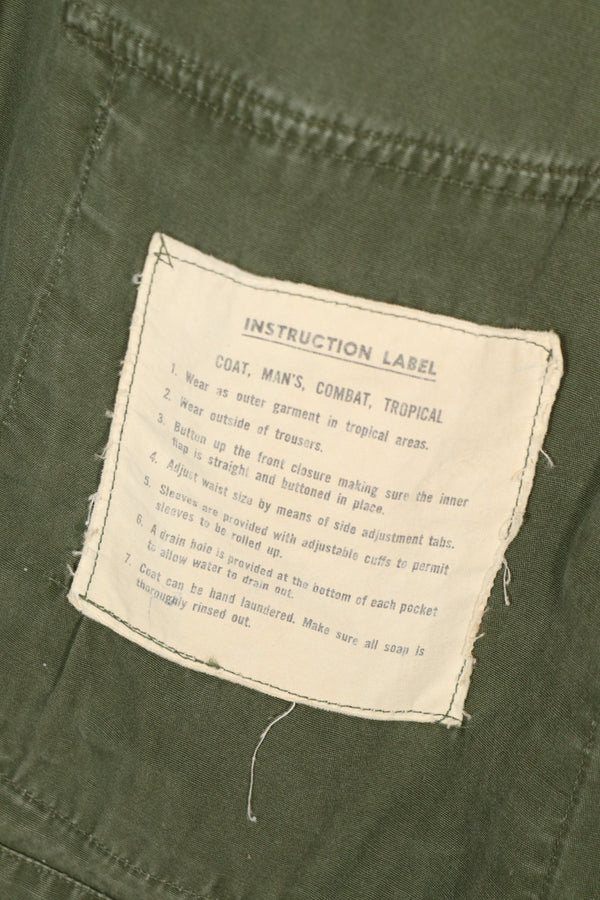 INSTRUCTION LABEL
COAT, MAN'S, COMBAT, TROPICAL
1. Wear as outer garment in tropical areas.
2. Wear outside of trousers.
3. Button up the front closure making sure the inner
flap is straight and buttoned in place.
4. Adjust waist size by means of side adjustment tabs.
5. Sleeves are provided with adjustable cuffs to permit
sleeves to be rolled up.
6. A drain hole is provided at the bottom of each pocket
to allow water to drain out.
7. Coat can be hand laundered. Make sure all soap is
thoroughly rinsed out.